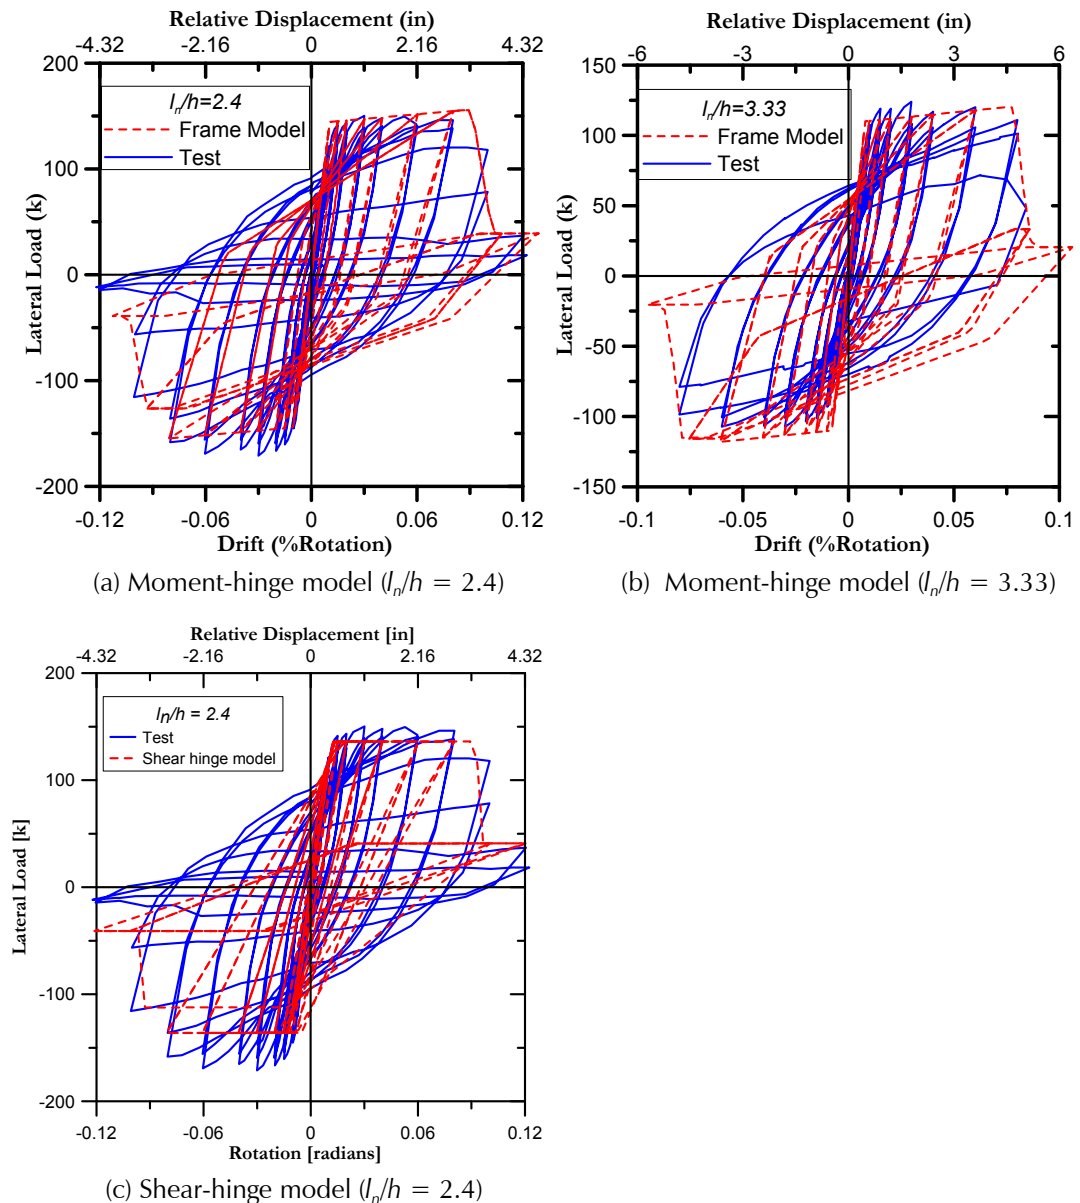 Relative Displacement (in)
-4.32 -2.16 0 2.16 4.32
200
100
0
-100
-200
Lateral Load (k)
ln/h=2.4
Frame Model
Test
-0.12 -0.06 0 0.06 0.12
Drift (%Rotation)
(a) Moment-hinge model (ln/h = 2.4)
Relative Displacement (in)
-6 -3 0 3 6
150
100
50
0
-50
-100
-150
Lateral Load (k)
ln/h=3.33
Frame Model
Test
-0.1 -0.05 0 0.05 0.1
Drift (%Rotation)
(b) Moment-hinge model (ln/h = 3.33)
Relative Displacement [in]
-4.32 -2.16 0 2.16 4.32
200
100
0
-100
-200
Lateral Load [k]
ln/h = 2.4
Test
Shear hinge model
-0.12 -0.06 0 0.06 0.12
Rotation [radians]
(c) Shear-hinge model (ln/h = 2.4)